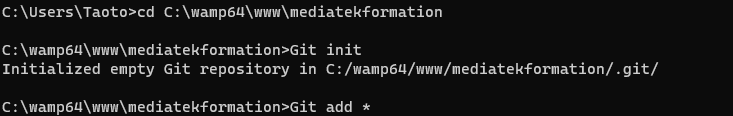 C:\Users\Taoto>cd C:\wamp64\www\mediatekformation
C:\wamp64\www\mediatekformation>Git init
Initialized empty Git repository in C:/wamp64/www/mediatekformation/.git/
C:\wamp64\www\mediatekformation>Git add *